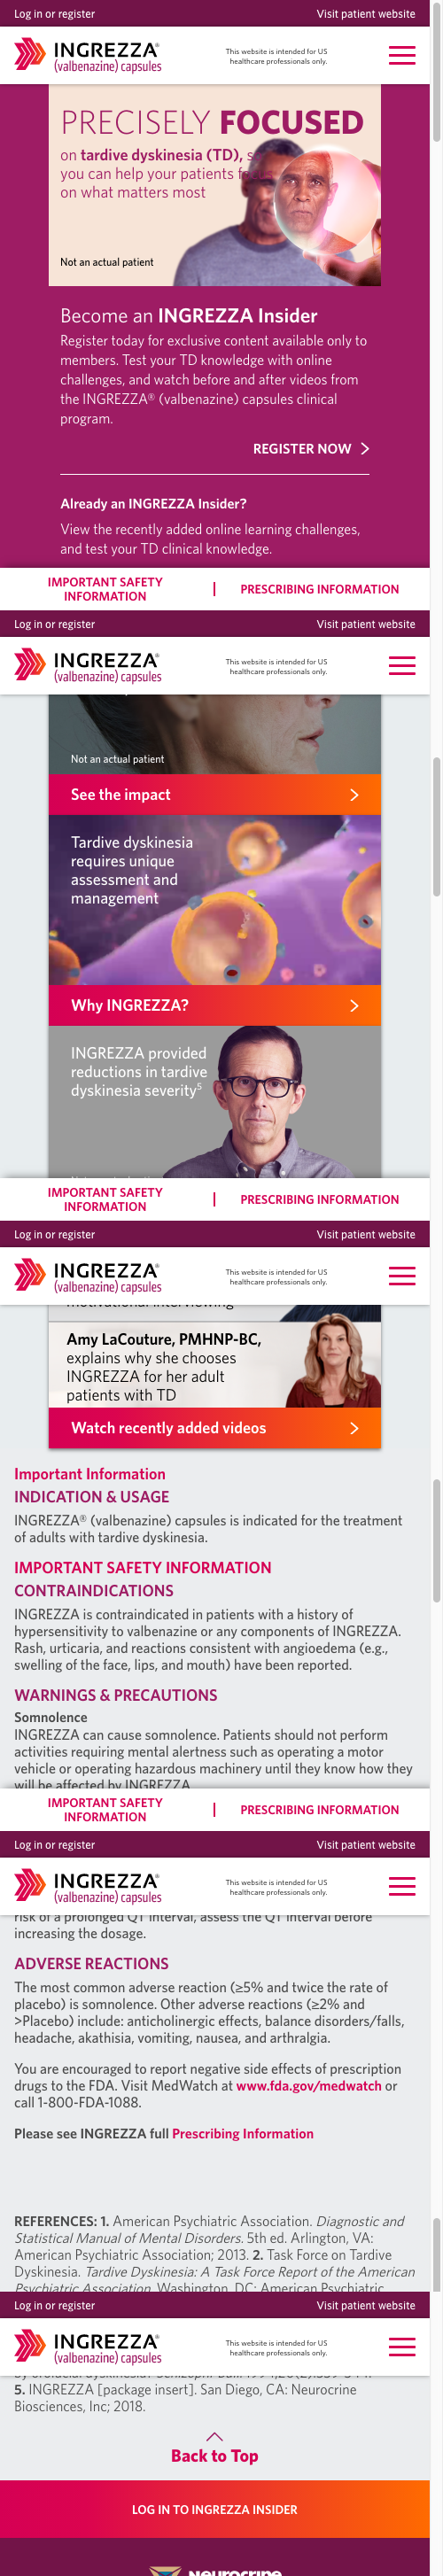 Log in or register
Visit patient website
INGREZZA®
(valbenazine) capsules
This website is intended for US
healthcare professionals only.
PRECISELY FOCUSED
on tardive dyskinesia (TD), so
you can help your patients focus
on what matters most
Not an actual patient
Become an INGREZZA Insider
Register today for exclusive content available only to
members. Test your TD knowledge with online
challenges, and watch before and after videos from
the INGREZZA® (valbenazine) capsules clinical
program.
REGISTER NOW
Already an INGREZZA Insider?
View the recently added online learning challenges,
and test your TD clinical knowledge.
IMPORTANT SAFETY
INFORMATION
PRESCRIBING INFORMATION
Log in or register
Visit patient website
INGREZZA®
(valbenazine) capsules
This website is intended for US
healthcare professionals only.
Not an actual patient
See the impact
Tardive dyskinesia
requires unique
assessment and
management
Why INGREZZA?
INGREZZA provided
reductions in tardive
dyskinesia severity5
IMPORTANT SAFETY
INFORMATION
PRESCRIBING INFORMATION
Log in or register
Visit patient website
INGREZZA®
(valbenazine) capsules
This website is intended for US
healthcare professionals only.
motivational interviewing
Amy LaCouture, PMHNP-BC,
explains why she chooses
INGREZZA for her adult
patients with TD
Watch recently added videos
Important Information
INDICATION & USAGE
INGREZZA® (valbenazine) capsules is indicated for the treatment
of adults with tardive dyskinesia.
IMPORTANT SAFETY INFORMATION
CONTRAINDICATIONS
INGREZZA is contraindicated in patients with a history of
hypersensitivity to valbenazine or any components of INGREZZA.
Rash, urticaria, and reactions consistent with angioedema (e.g.,
swelling of the face, lips, and mouth) have been reported.
WARNINGS & PRECAUTIONS
Somnolence
INGREZZA can cause somnolence. Patients should not perform
activities requiring mental alertness such as operating a motor
vehicle or operating hazardous machinery until they know how they
will be affected by INGREZZA
IMPORTANT SAFETY
INFORMATION
PRESCRIBING INFORMATION
Log in or register
Visit patient website
INGREZZA®
(valbenazine) capsules
This website is intended for US
healthcare professionals only.
risk of a prolonged QT interval, assess the QT interval before
increasing the dosage.
ADVERSE REACTIONS
The most common adverse reaction (≥5% and twice the rate of
placebo) is somnolence. Other adverse reactions (≥2% and
>Placebo) include: anticholinergic effects, balance disorders/falls,
headache, akathisia, vomiting, nausea, and arthralgia.
You are encouraged to report negative side effects of prescription
drugs to the FDA. Visit MedWatch at www.fda.gov/medwatch or
call 1-800-FDA-1088.
Please see INGREZZA full Prescribing Information
REFERENCES: 1. American Psychiatric Association. Diagnostic and
Statistical Manual of Mental Disorders. 5th ed. Arlington, VA:
American Psychiatric Association; 2013. 2. Task Force on Tardive
Dyskinesia. Tardive Dyskinesia: A Task Force Report of the American
Psychiatric Association. Washington, DC: American Psychiatric
Log in or register
Visit patient website
INGREZZA®
(valbenazine) capsules
This website is intended for US
healthcare professionals only.
5. INGREZZA [package insert]. San Diego, CA: Neurocrine
Biosciences, Inc; 2018.
Back to Top
LOG IN TO INGREZZA INSIDER
neurocrine